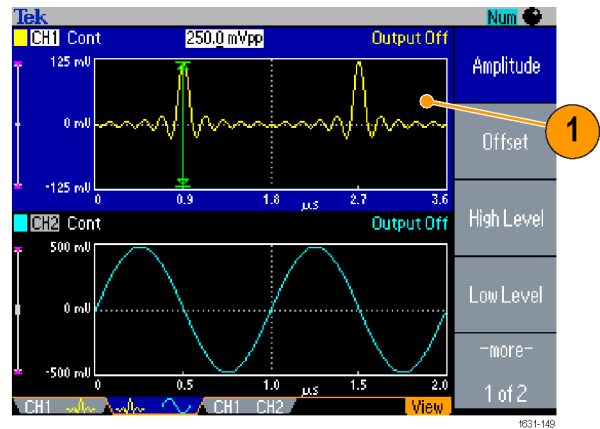 Tek
Num
CH1 Cont 250.0 mVpp Output Off
125 mV
0 mV
-125 mV
0 0.9 1.8 µs 2.7 3.6
CH2 Cont Output Off
500 mV
0 mV
-500 mV
0 0.5 1.0 µs 1.5 2.0
CH1 CH1 CH2 View
Amplitude
Offset
High Level
Low Level
-more-
1 of 2
1
1631-149